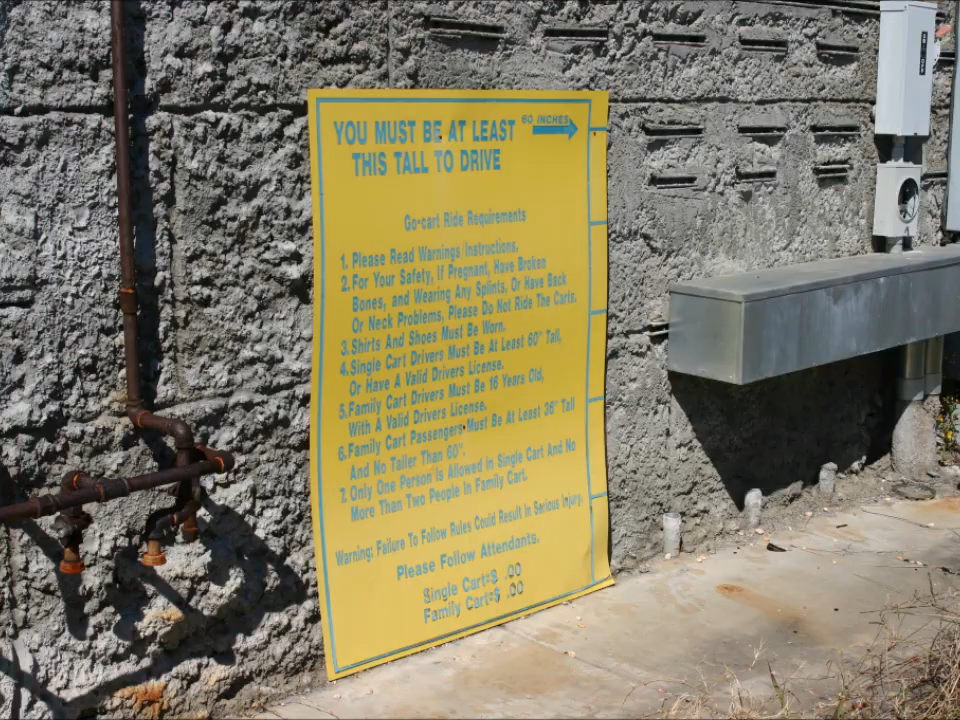 60 INCHES
YOU MUST BE AT LEAST
THIS TALL TO DRIVE
Go-cart Ride Requirements
1. Please Read Warnings/Instructions.
2. For Your Safety, If Pregnant, Have Broken
Bones, and Wearing Any Splints, Or Have Back
Or Neck Problems, Please Do Not Ride The Carts.
3. Shirts And Shoes Must Be Worn.
4. Single Cart Drivers Must Be At Least 60" Tall,
Or Have A Valid Drivers License.
5. Family Cart Drivers Must Be 16 Years Old,
With A Valid Drivers License.
6. Family Cart Passengers Must Be At Least 36" Tall
And No Taller Than 60".
7. Only One Person is Allowed in Single Cart And No
More Than Two People in Family Cart.
Warning: Failure To Follow Rules Could Result in Serious Injury.
Please Follow Attendants.
Single Cart=$ .00
Family Cart=$ .00